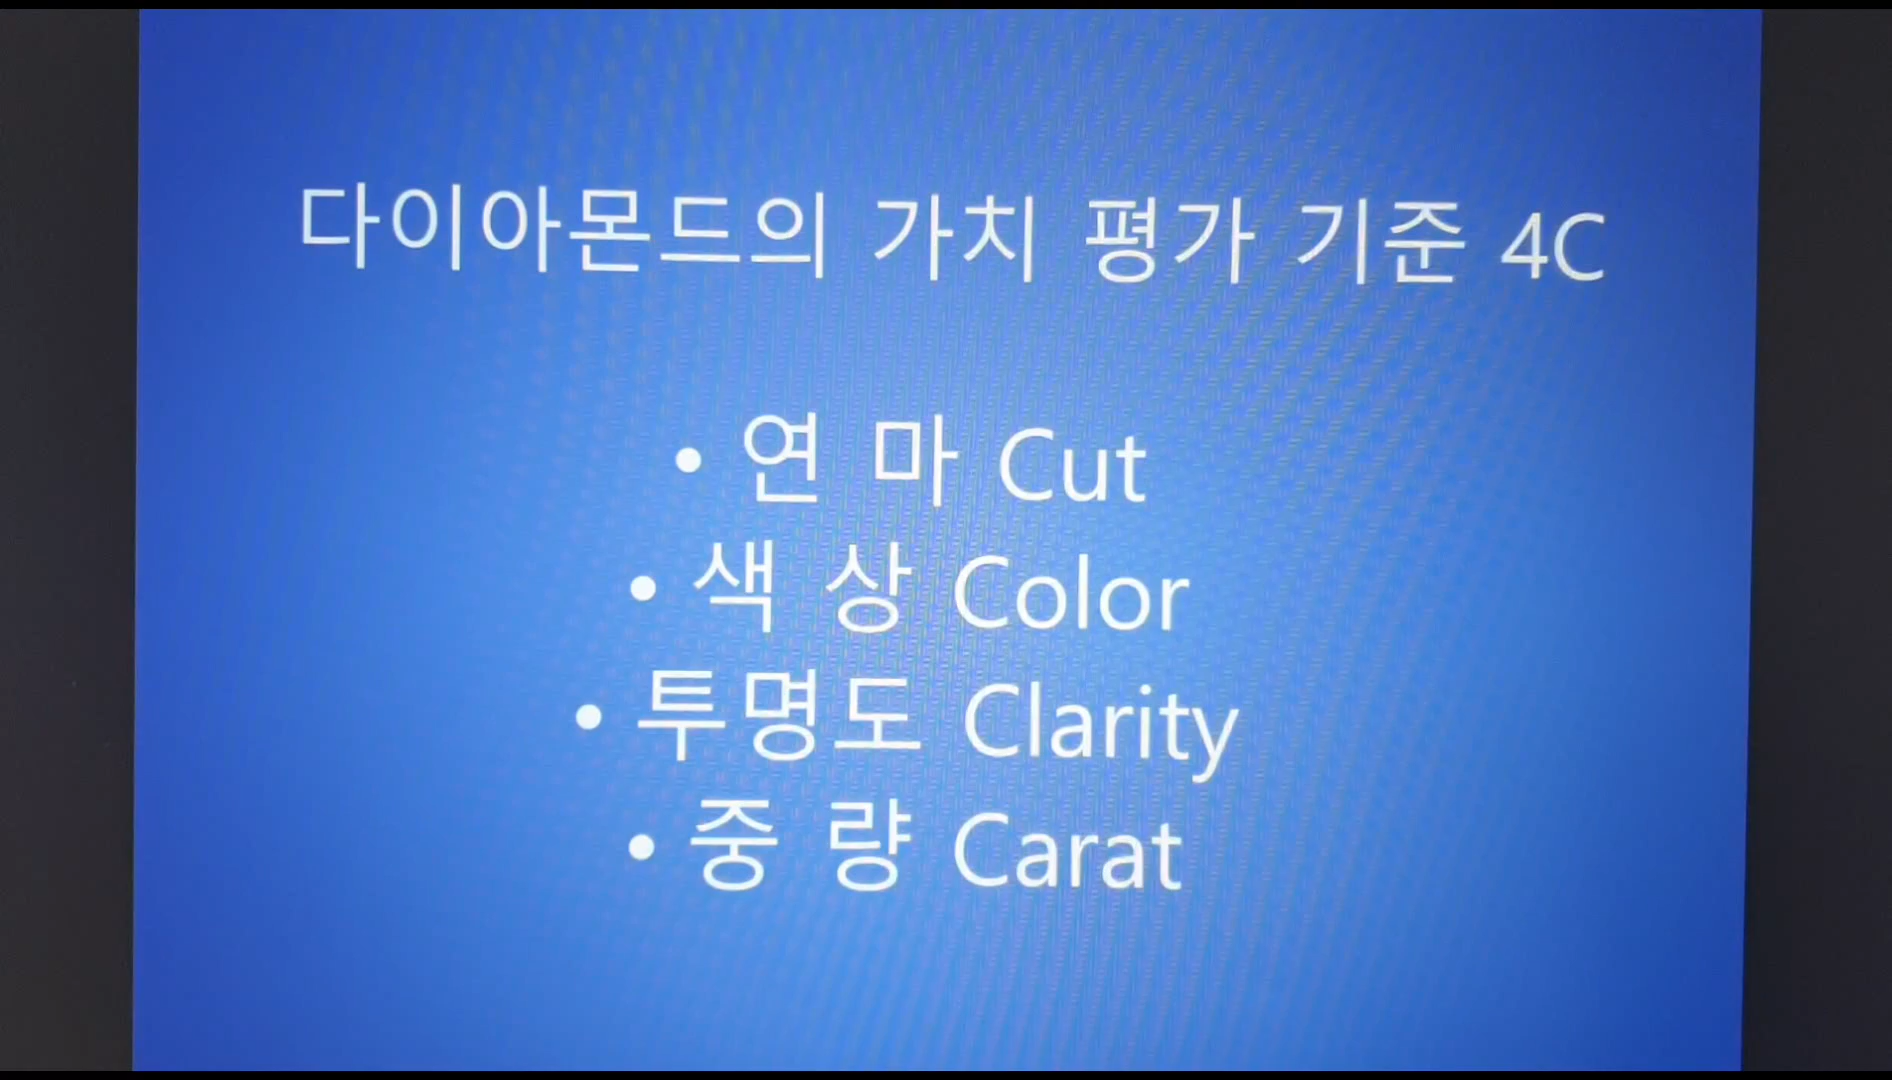 다이아몬드의 가치 평가 기준 4C
• 연 마 Cut
• 색 상 Color
• 투명도 Clarity
• 중 량 Carat